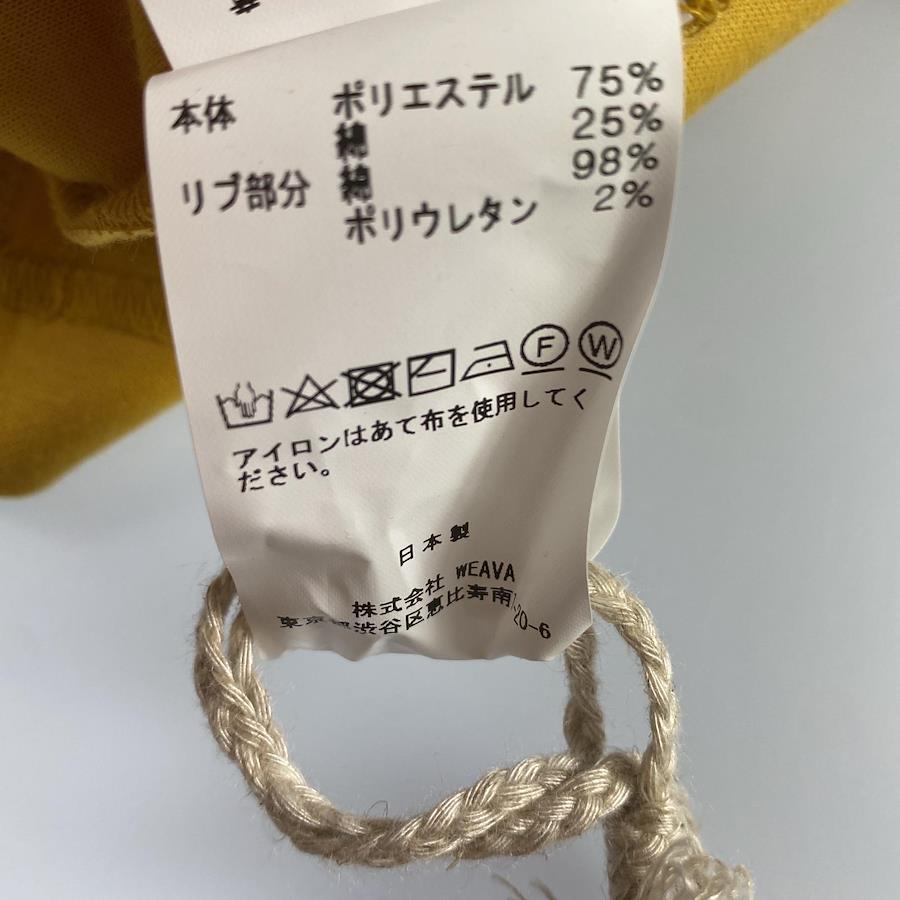 本体 ポリエステル 75%
綿 25%
リブ部分 綿 98%
ポリウレタン 2%
F W
アイロンはあて布を使用してく
ださい。
日本製
株式会社 WEAVA
東京都渋谷区恵比寿南 -20-6